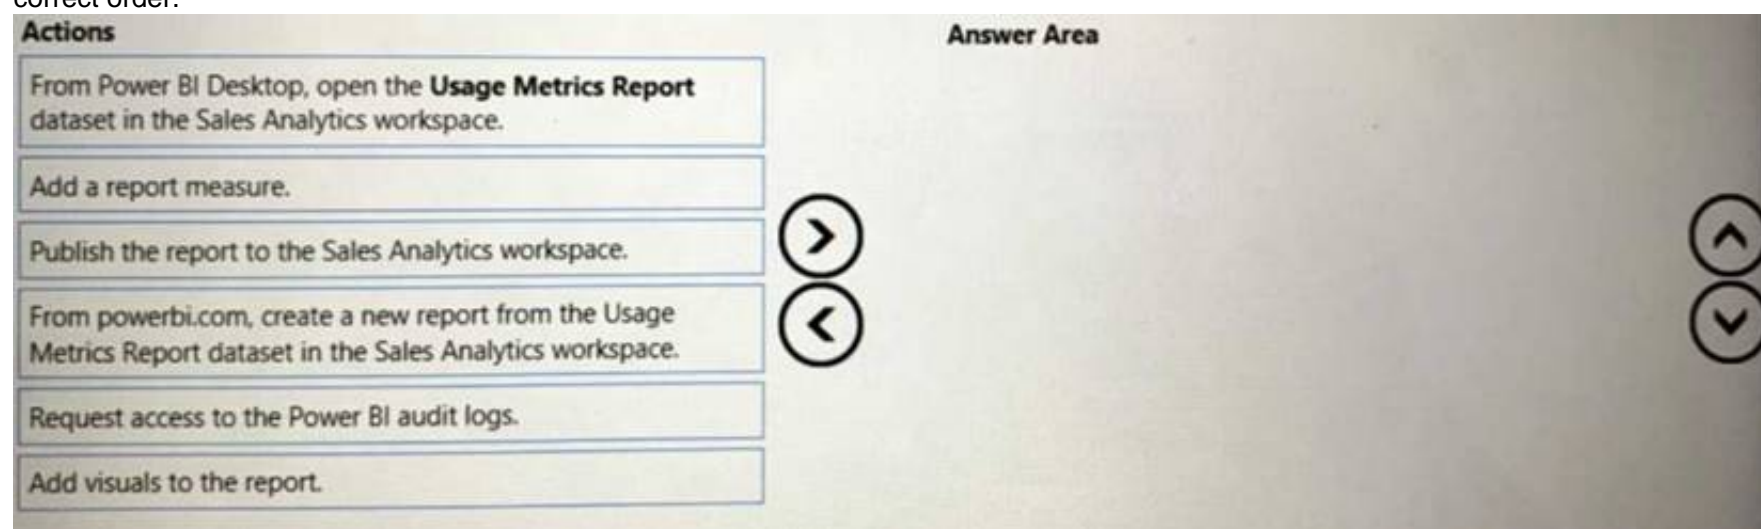 correct order.
Actions
Answer Area
From Power BI Desktop, open the Usage Metrics Report
dataset in the Sales Analytics workspace.
Add a report measure.
Publish the report to the Sales Analytics workspace.
From powerbi.com, create a new report from the Usage
Metrics Report dataset in the Sales Analytics workspace.
Request access to the Power BI audit logs.
Add visuals to the report.